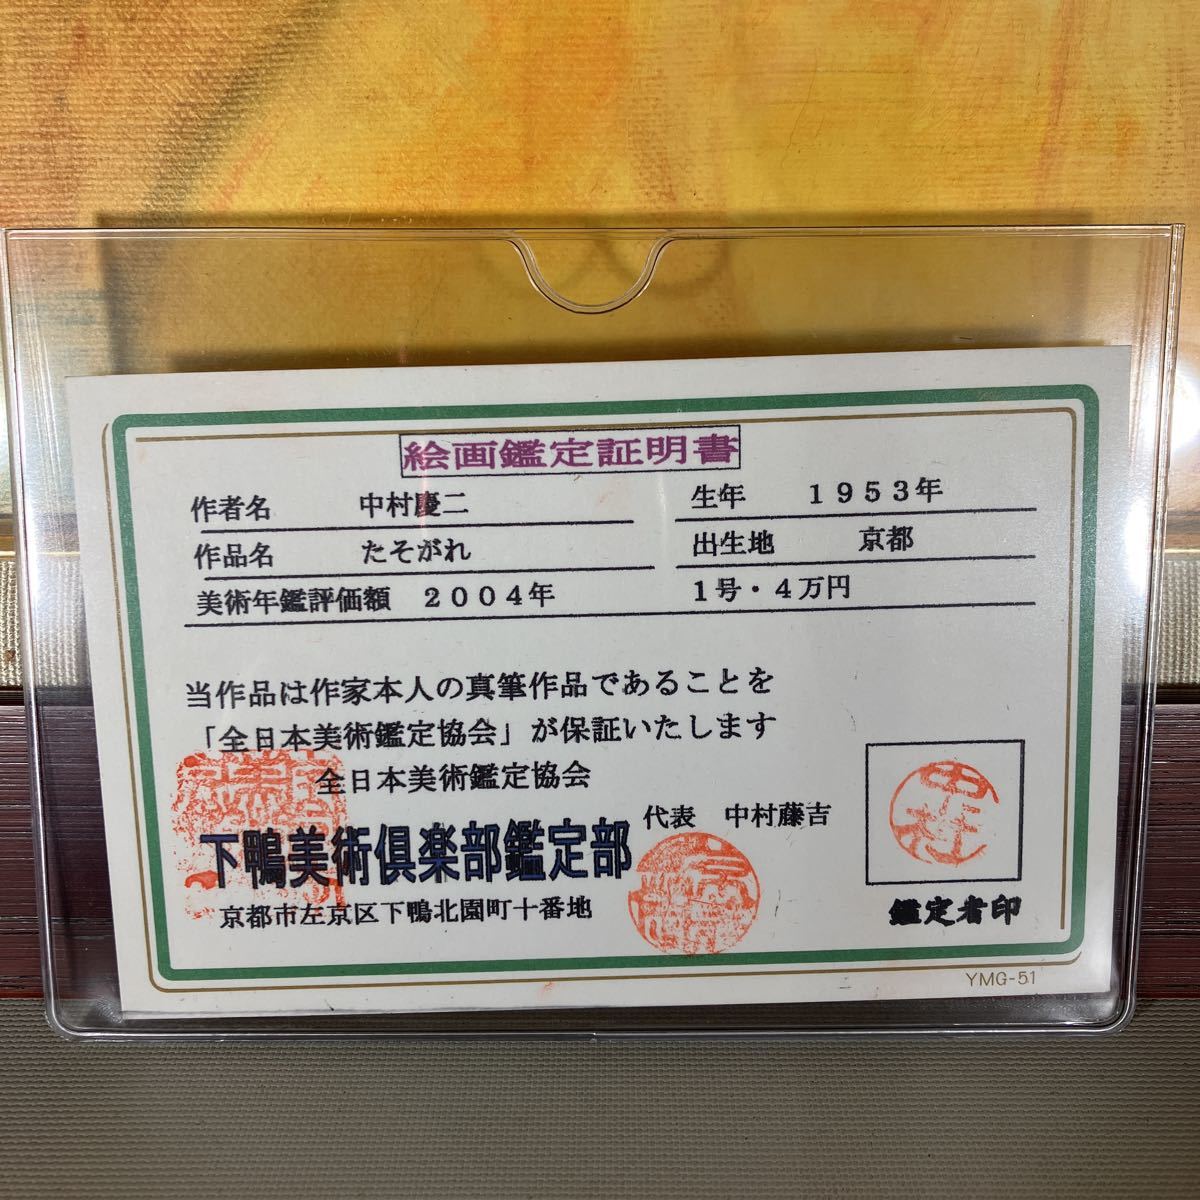 絵画鑑定証明書
作者名 中村慶二 生年 1953年
作品名 たそがれ 出生地 京都
美術年鑑評価額 2004年 1号・4万円
当作品は作家本人の真筆作品であることを
「全日本美術鑑定協会」が保証いたします
全日本美術鑑定協会
代表 中村藤吉
下鴨美術倶楽部鑑定部
京都市左京区下鴨北園町十番地
中村
鑑定者印
YMG-51